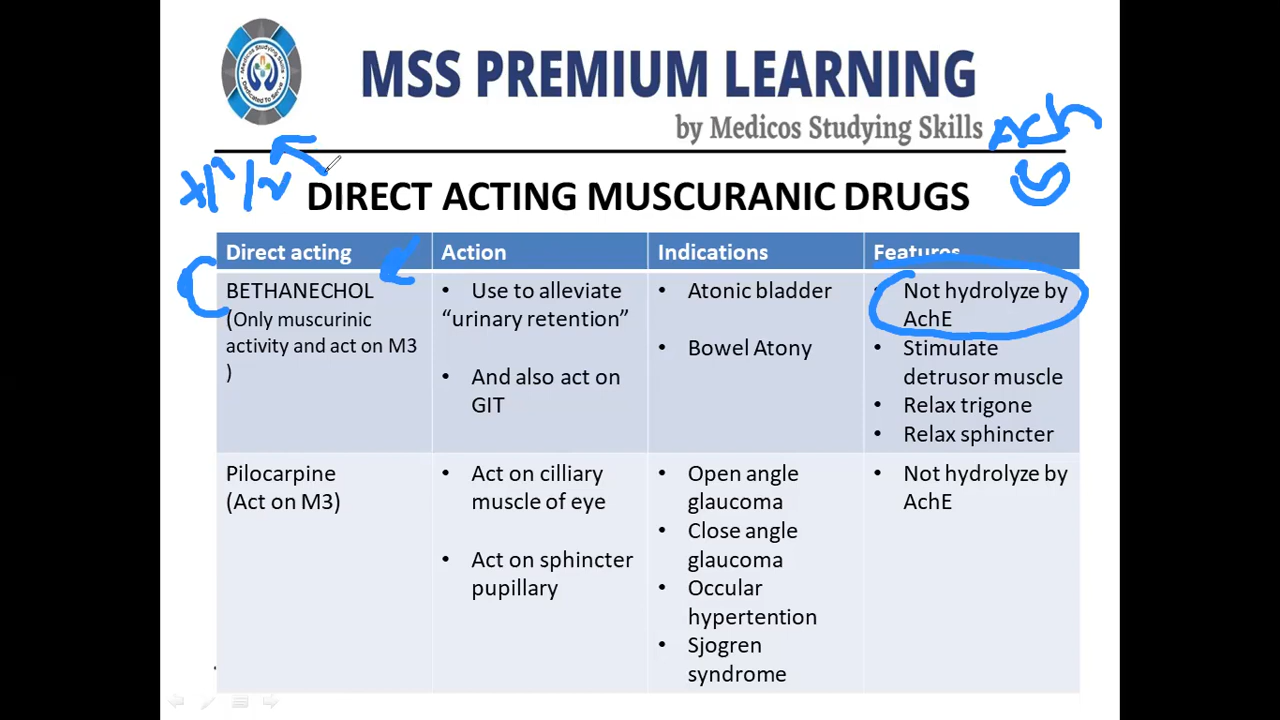 MSS PREMIUM LEARNING
by Medicos Studying Skills
Ach
DIRECT ACTING MUSCURANIC DRUGS
Direct acting
Action
Indications
Features
BETHANECHOL
(Only muscurinic
activity and act on M3
)
• Use to alleviate
“urinary retention”
• And also act on
GIT
• Atonic bladder
• Bowel Atony
• Not hydrolyze by
AchE
• Stimulate
detrusor muscle
• Relax trigone
• Relax sphincter
Pilocarpine
(Act on M3)
• Act on cilliary
muscle of eye
• Act on sphincter
pupillary
• Open angle
glaucoma
• Close angle
glaucoma
• Occular
hypertention
• Sjogren
syndrome
• Not hydrolyze by
AchE